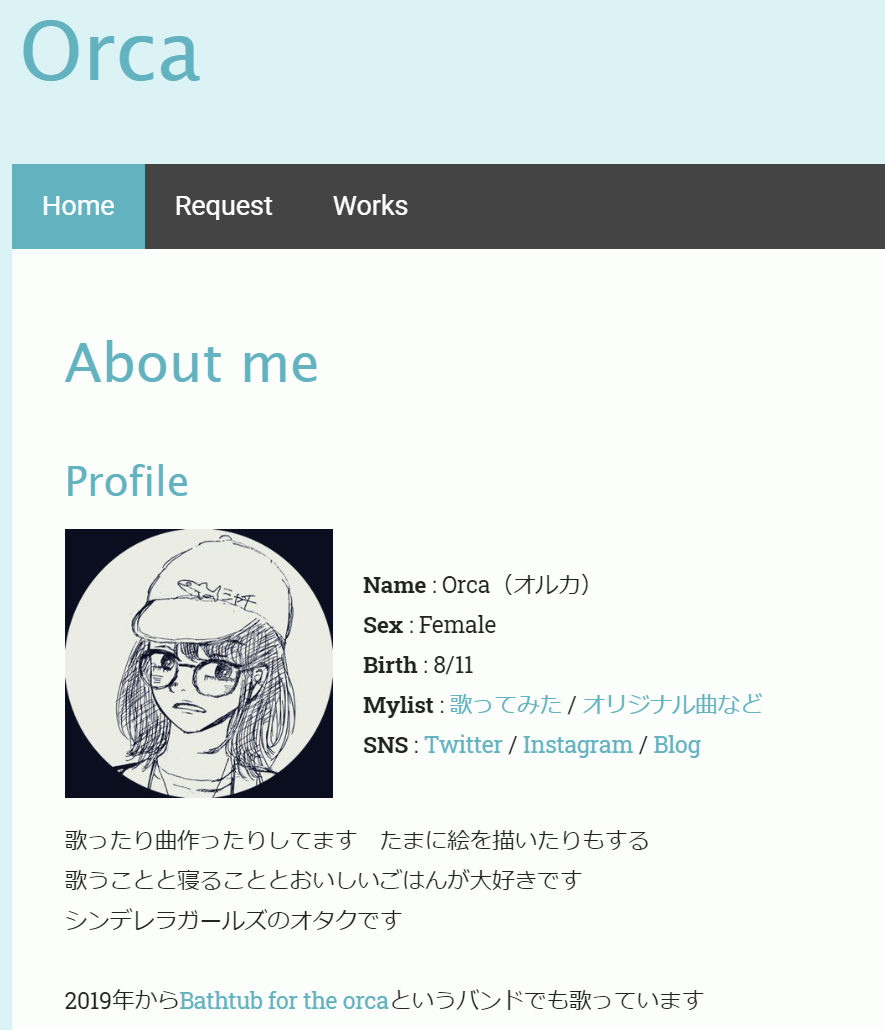 Orca
Home Request Works
About me
Profile
Name : Orca（オルカ）
Sex : Female
Birth : 8/11
Mylist : 歌ってみた / オリジナル曲など
SNS : Twitter / Instagram / Blog
歌ったり曲作ったりしてます　たまに絵を描いたりもする
歌うことと寝ることとおいしいごはんが大好きです
シンデレラガールズのオタクです
2019年からBathtub for the orcaというバンドでも歌っています